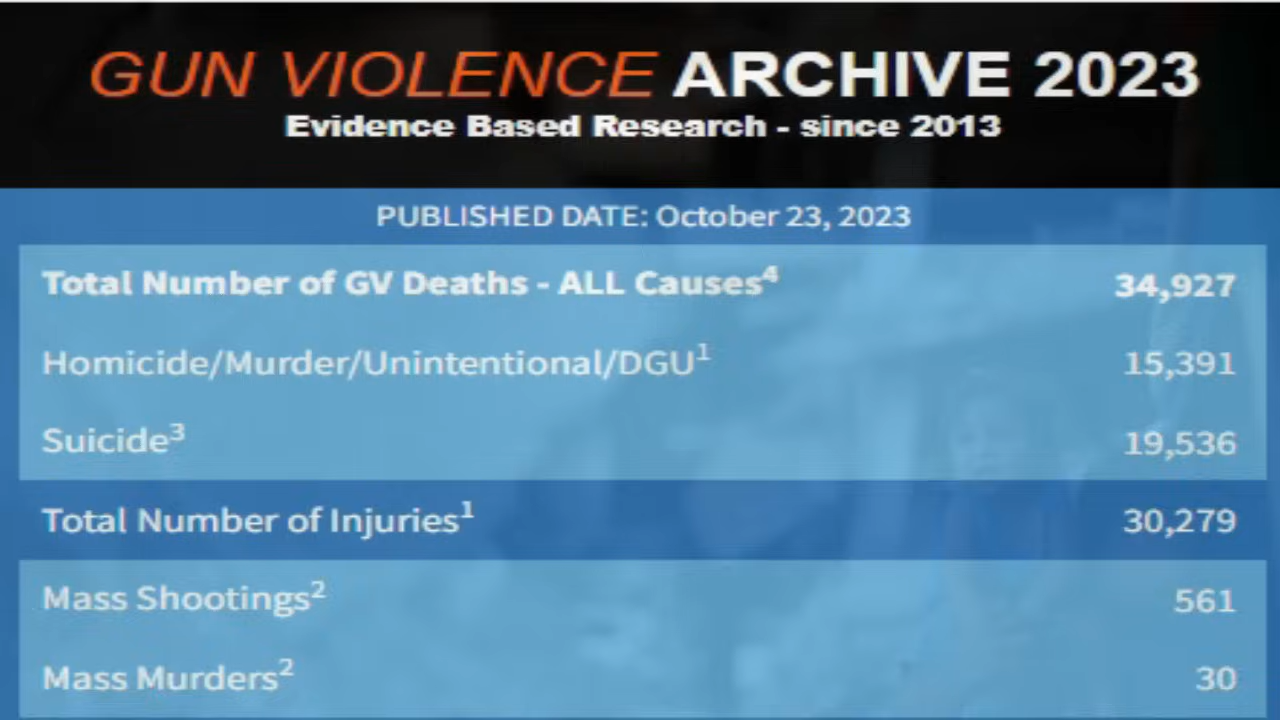 GUN VIOLENCE ARCHIVE 2023
Evidence Based Research - since 2013
PUBLISHED DATE: October 23, 2023
Total Number of GV Deaths - ALL Causes⁴ 34,927
Homicide/Murder/Unintentional/DGU¹ 15,391
Suicide³ 19,536
Total Number of Injuries¹ 30,279
Mass Shootings² 561
Mass Murders² 30